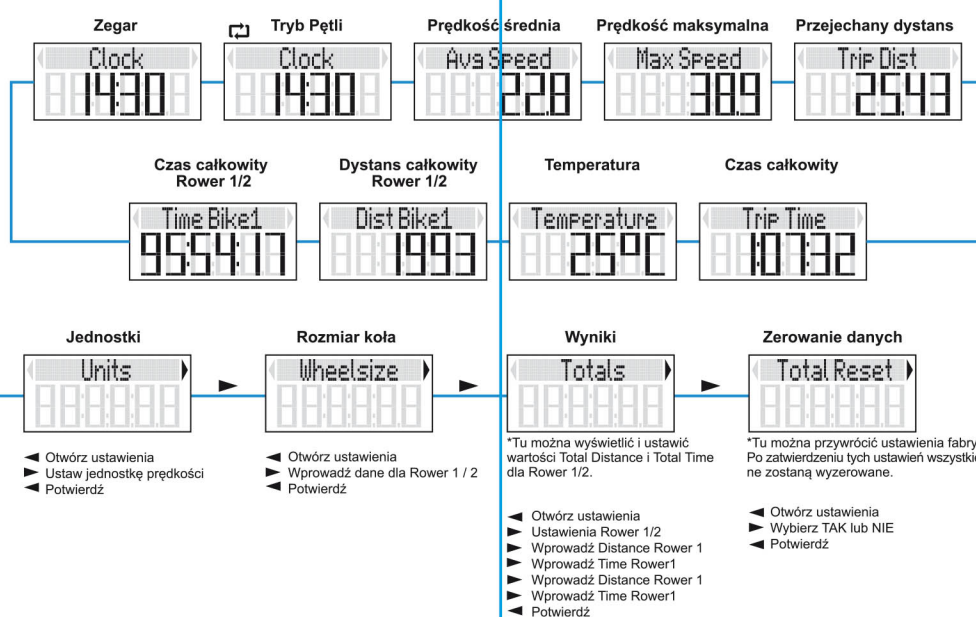 Zegar
Tryb Pętli
Prędkość średnia
Prędkość maksymalna
Przejechany dystans
Clock
14:30
Clock
14:30
Avg Speed
22.8
Max Speed
38.9
Trip Dist
25.43
Czas całkowity
Rower 1/2
Dystans całkowity
Rower 1/2
Temperatura
Czas całkowity
Time Bike1
95:54:17
Dist Bike1
1993
Temperature
25ºC
Trip Time
1:07:32
Jednostki
Rozmiar koła
Wyniki
Zerowanie danych
Units
Wheelsize
Totals
Total Reset
◄ Otwórz ustawienia
► Ustaw jednostkę prędkości
◄ Potwierdź
◄ Otwórz ustawienia
► Wprowadź dane dla Rower 1 / 2
◄ Potwierdź
*Tu można wyświetlić i ustawić
wartości Total Distance i Total Time
dla Rower 1/2.
◄ Otwórz ustawienia
► Ustawienia Rower 1/2
► Wprowadź Distance Rower 1
► Wprowadź Time Rower1
► Wprowadź Distance Rower 1
► Wprowadź Time Rower1
◄ Potwierdź
*Tu można przywrócić ustawienia fabry
Po zatwierdzeniu tych ustawień wszystkie
ne zostaną wyzerowane.
◄ Otwórz ustawienia
► Wybierz TAK lub NIE
◄ Potwierdź